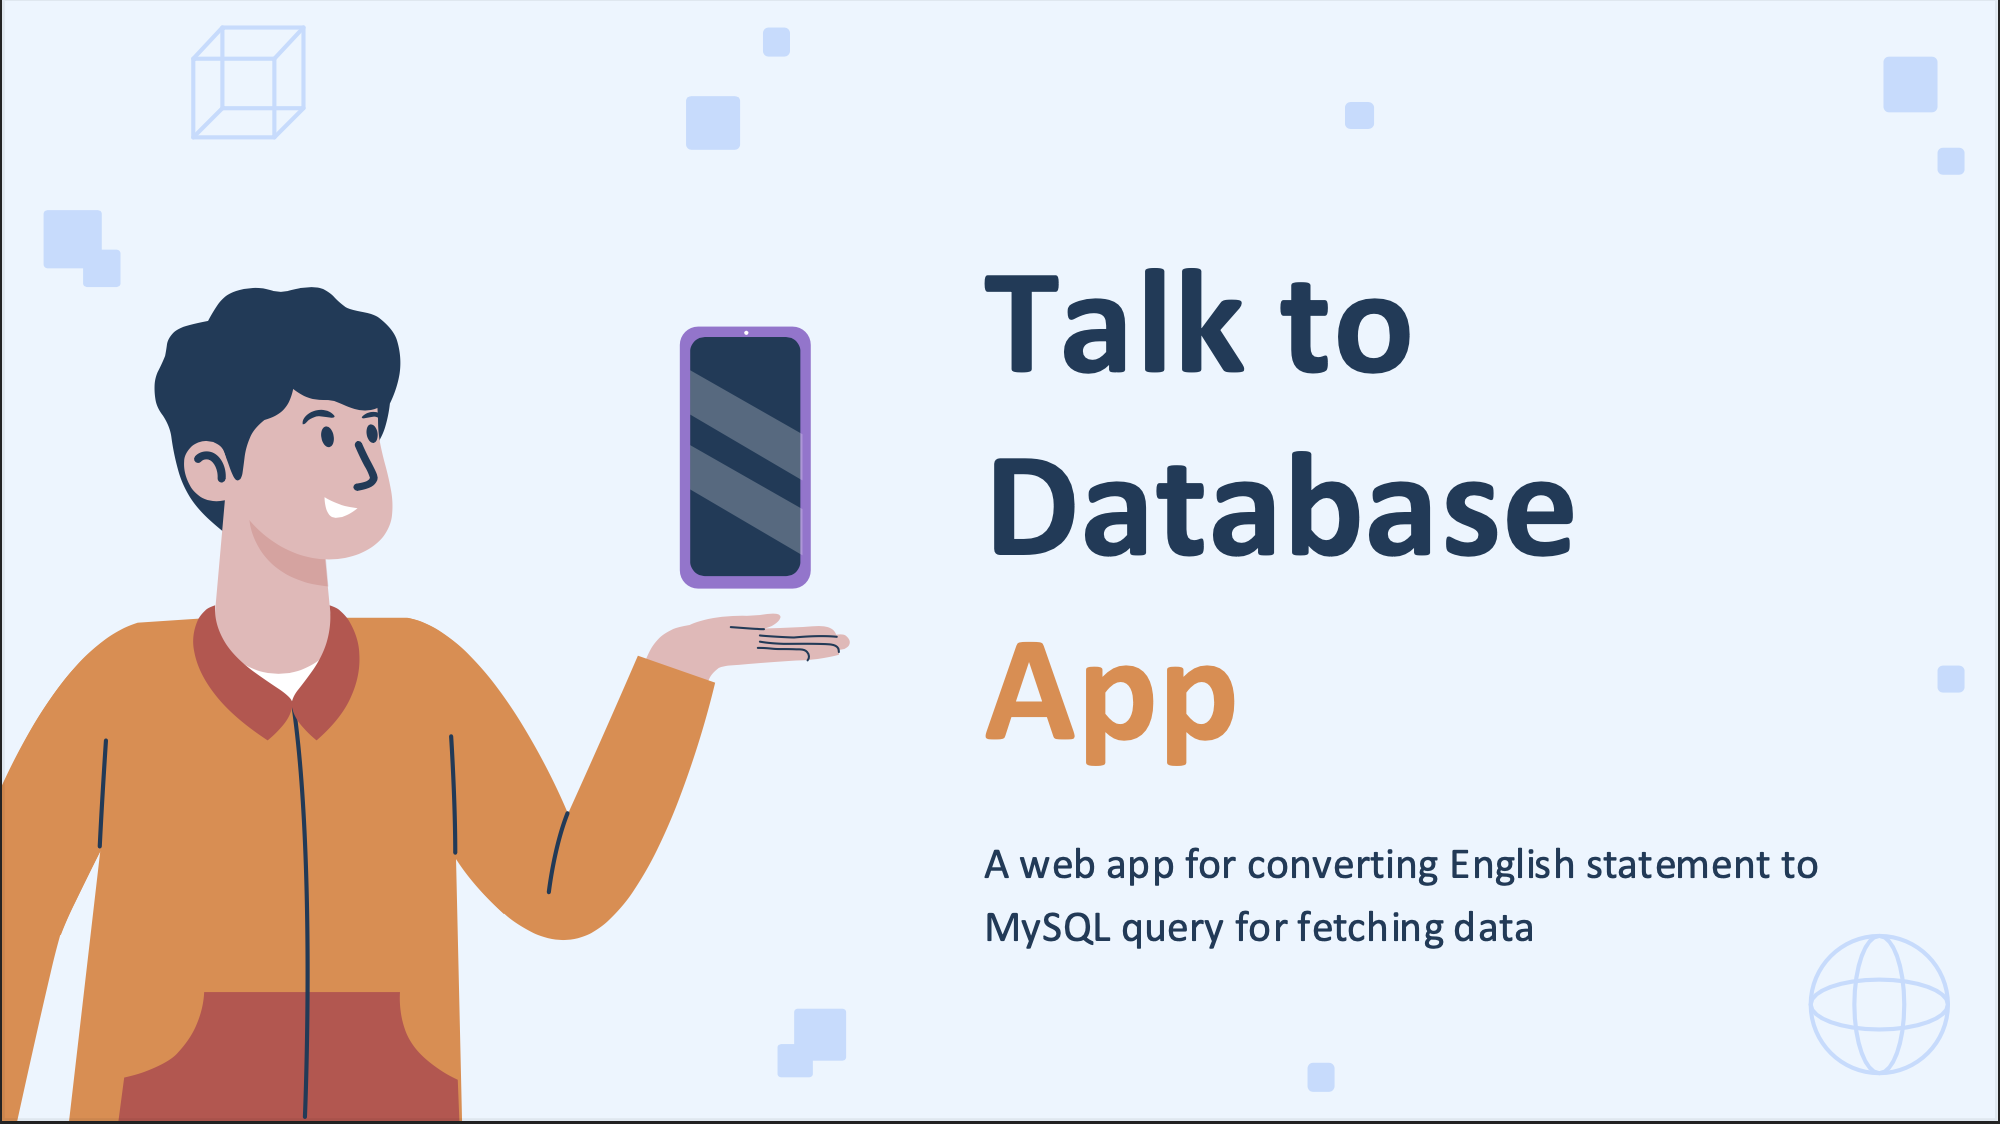 Talk to
Database
App
A web app for converting English statement to
MySQL query for fetching data